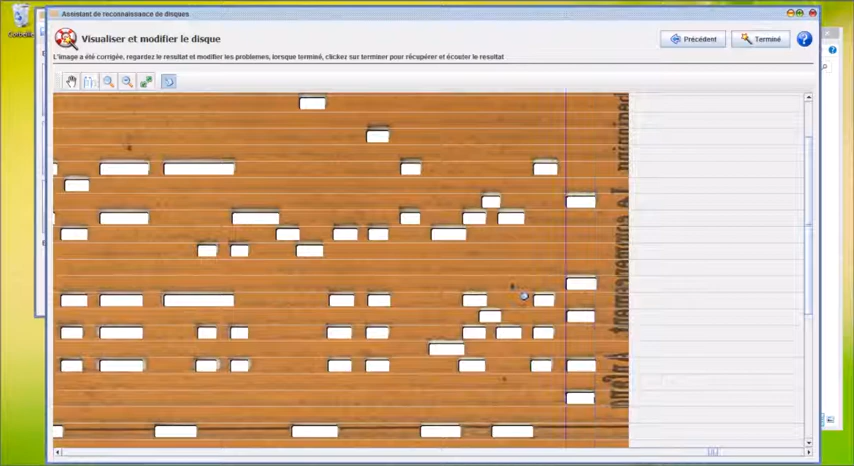 Assistant de reconnaissance de disques
Visualiser et modifier le disque
Précédent
Terminé
L'image a été corrigée, regardez le resultat et modifier les problemes, lorsque terminé, clickez sur terminer pour récupérer et écouter le resultat